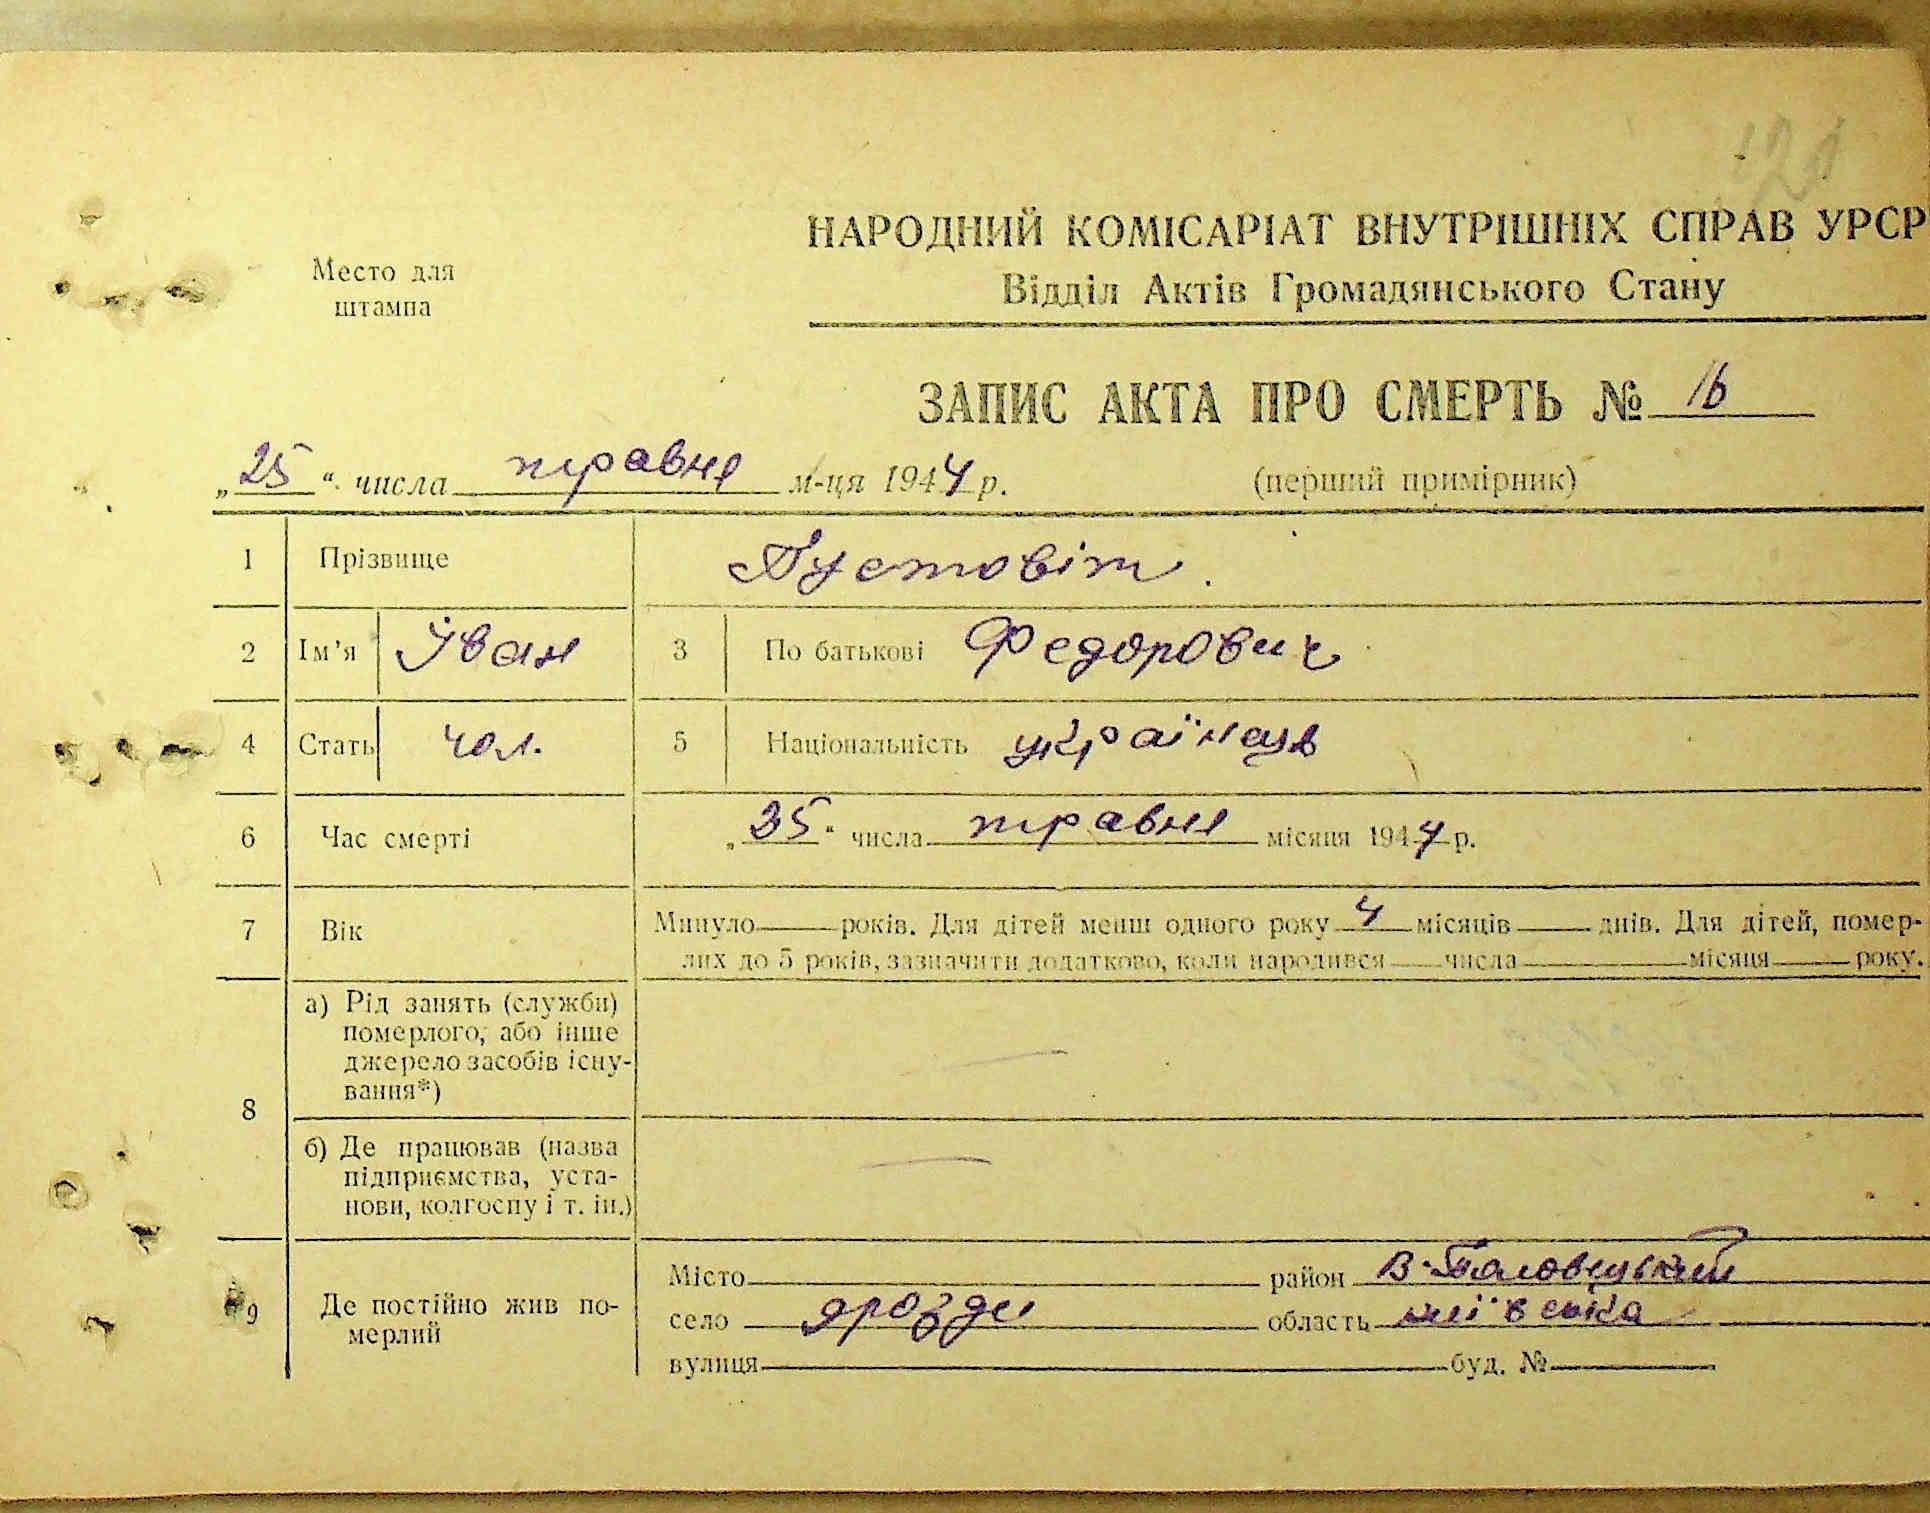 121
НАРОДНИЙ КОМІСАРІАТ ВНУТРІШНІХ СПРАВ УРСР
Место для
штампа
Відділ Актів Громадянського Стану
ЗАПИС АКТА ПРО СМЕРТЬ № 16
„25“ числа травня м-ця 1944 р. (перший примірник)
1 Прізвище Пустовіт.
2 Ім'я Іван 3 По батькові Федорович
4 Стать чол. 5 Національність українець
6 Час смерті „25“ числа травня місяця 1944 р.
7 Вік Минуло років. Для дітей менш одного року 4 місяців днів. Для дітей, помер-
лих до 5 років, зазначити додатково, коли народився числа місяця року.
8 а) Рід занять (служби)
померлого, або інше
джерело засобів існу-
вання*)
б) Де працював (назва
підприємства, уста-
нови, колгоспу і т. ін.)
9 Де постійно жив по-
мерлий
Місто район В-Половецький
село дрозди область київська
вулиця буд. №